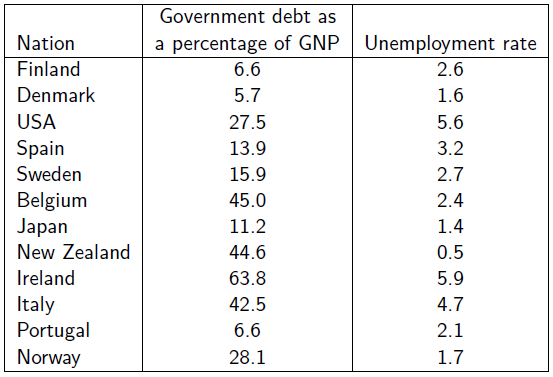 Government debt as
Nation a percentage of GNP Unemployment rate
Finland 6.6 2.6
Denmark 5.7 1.6
USA 27.5 5.6
Spain 13.9 3.2
Sweden 15.9 2.7
Belgium 45.0 2.4
Japan 11.2 1.4
New Zealand 44.6 0.5
Ireland 63.8 5.9
Italy 42.5 4.7
Portugal 6.6 2.1
Norway 28.1 1.7